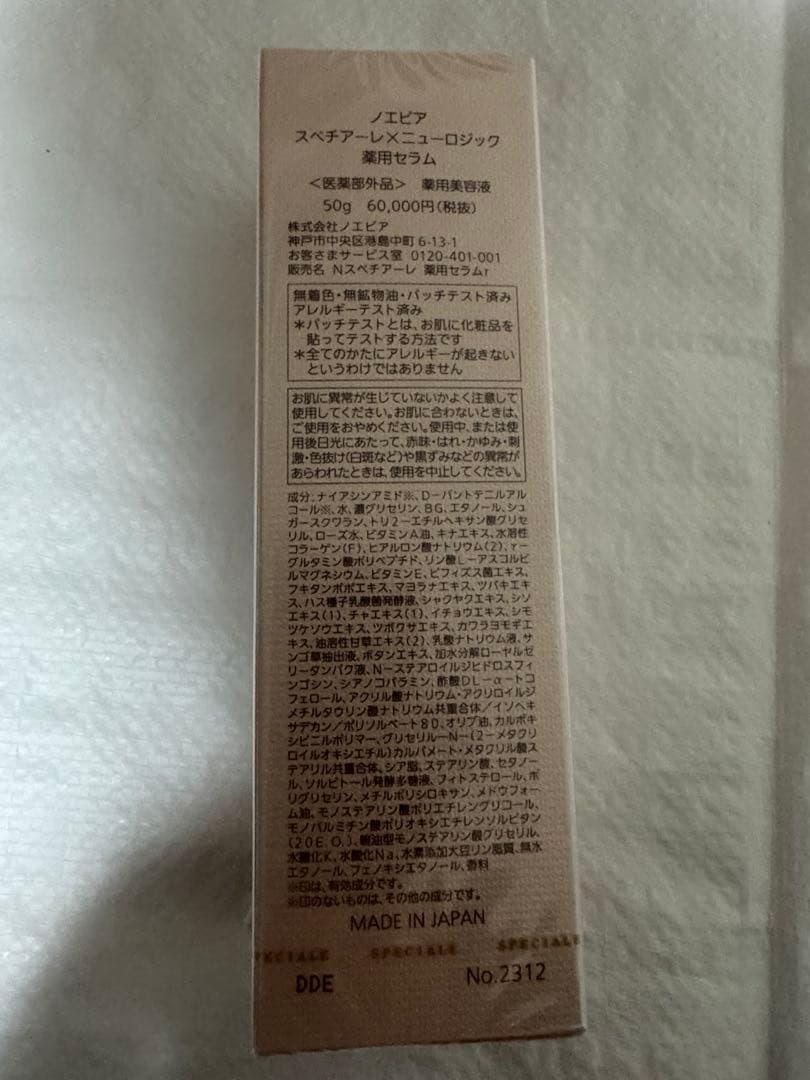 ノエビア
スペチアーレ×ニューロジック
薬用セラム
<医薬部外品> 薬用美容液
50g 60,000円(税抜)
株式会社ノエビア
神戸市中央区港島中町6-13-1
お客さまサービス室 0120-401-001
販売名 Nスペチアーレ 薬用セラムr
無着色・無鉱物油・パッチテスト済み
アレルギーテスト済み
*パッチテストとは、お肌に化粧品を
貼ってテストする方法です
*全てのかたにアレルギーが起きない
というわけではありません
お肌に異常が生じていないかよく注意して
使用してください。お肌に合わないときは、
ご使用をおやめください。使用中、または使
用後日光にあたって、赤味・はれ・かゆみ・刺
激・色抜け(白斑など)や黒ずみなどの異常が
あらわれたときは、使用を中止してください。
成分:ナイアシンアミド※、D-パントテニルアル
コール※、水、濃グリセリン、BG、エタノール、シュ
ガースクワラン、トリ2-エチルヘキサン酸グリセ
リル、ローズ水、ビタミンA油、キナエキス、水溶性
コラーゲン(F)、ヒアルロン酸ナトリウム(2)、γ-
グルタミン酸ポリペプチド、リン酸L-アスコルビ
ルマグネシウム、ビタミンE、ビフィズス菌エキス、
フキタンポポエキス、マヨラナエキス、ツバキエキ
ス、ハス種子乳酸菌発酵液、シャクヤクエキス、シソ
エキス(1)、チャエキス(1)、イチョウエキス、シモ
ツケソウエキス、ツボクサエキス、カワラヨモギエ
キス、油溶性甘草エキス(2)、乳酸ナトリウム液、サ
ンゴ草抽出液、ボタンエキス、加水分解ローヤルゼ
リータンパク液、N-ステアロイルジヒドロスフィ
ンゴシン、シアノコバラミン、酢酸DL-α-トコ
フェロール、アクリル酸ナトリウム・アクリロイルジ
メチルタウリン酸ナトリウム共重合体/イソヘキ
サデカン/ポリソルベート80、オリブ油、カルボキ
シビニルポリマー、グリセリル-N-(2-メタクリ
ロイルオキシエチル)カルバメート・メタクリル酸ス
テアリル共重合体、シア脂、ステアリン酸、セタノー
ル、ソルビトール発酵多糖液、フィトステロール、ポ
リグリセリン、メチルポリシロキサン、メドウフォー
ム油、モノステアリン酸ポリエチレングリコール、
モノパルミチン酸ポリオキシエチレンソルビタン
(20E.O.)、親油型モノステアリン酸グリセリル、
水酸化K、水酸化Na、水素添加大豆リン脂質、無水
エタノール、フェノキシエタノール、香料
※印は、有効成分です。
※印のないものは、その他の成分です。
MADE IN JAPAN
PECIALE SPECIALE SPECIALE
DDE No.2312